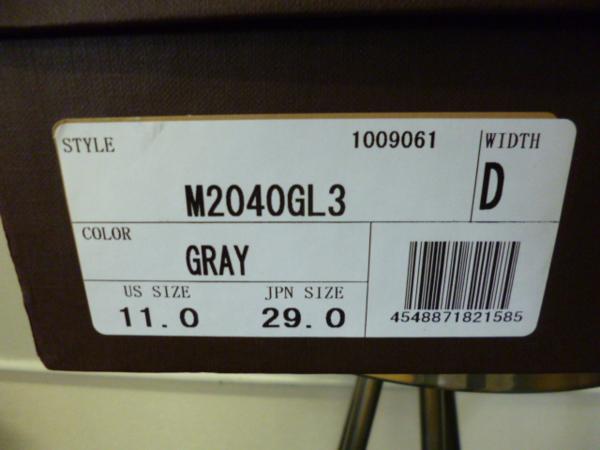 STYLE 1009061 WIDTH
M2040GL3 D
COLOR
GRAY
US SIZE JPN SIZE
11.0 29.0
4548871821585